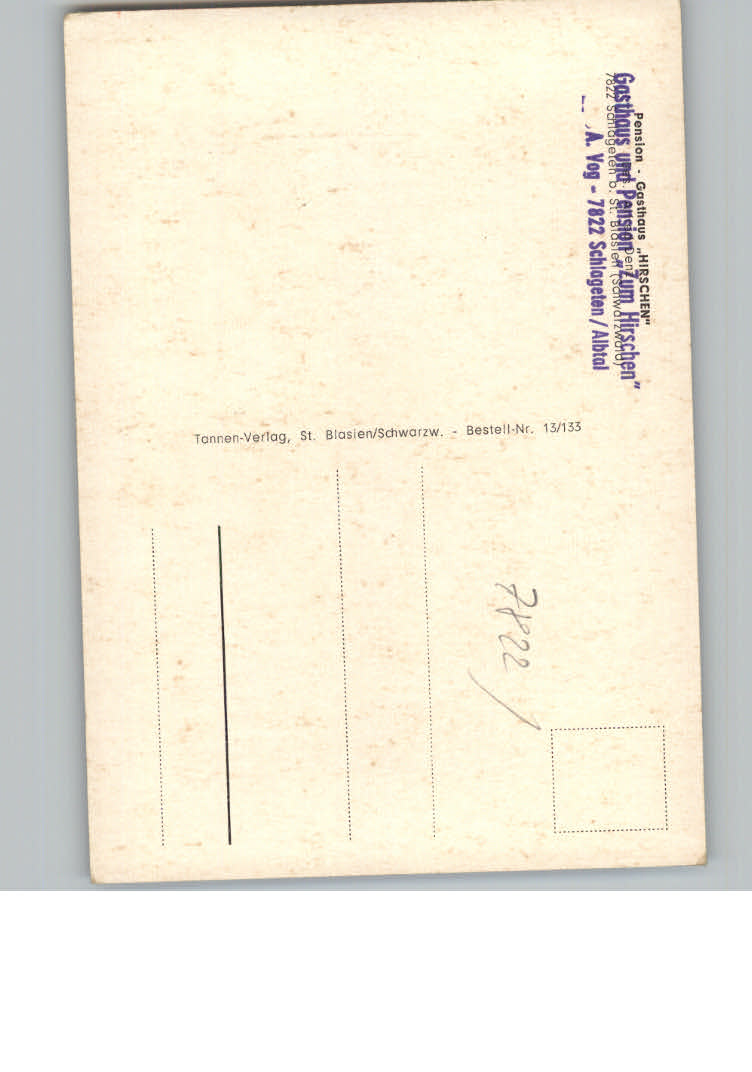 Pension - Gasthaus „HIRSCHEN"
7822 Schlageten b. St. Blasien (Schwarzwald)
Gasthaus und Pension „Zum Hirschen"
A. Vog - 7822 Schlageten/Albtal
Tannen-Verlag, St. Blasien/Schwarzw. - Bestell-Nr. 13/133
7822